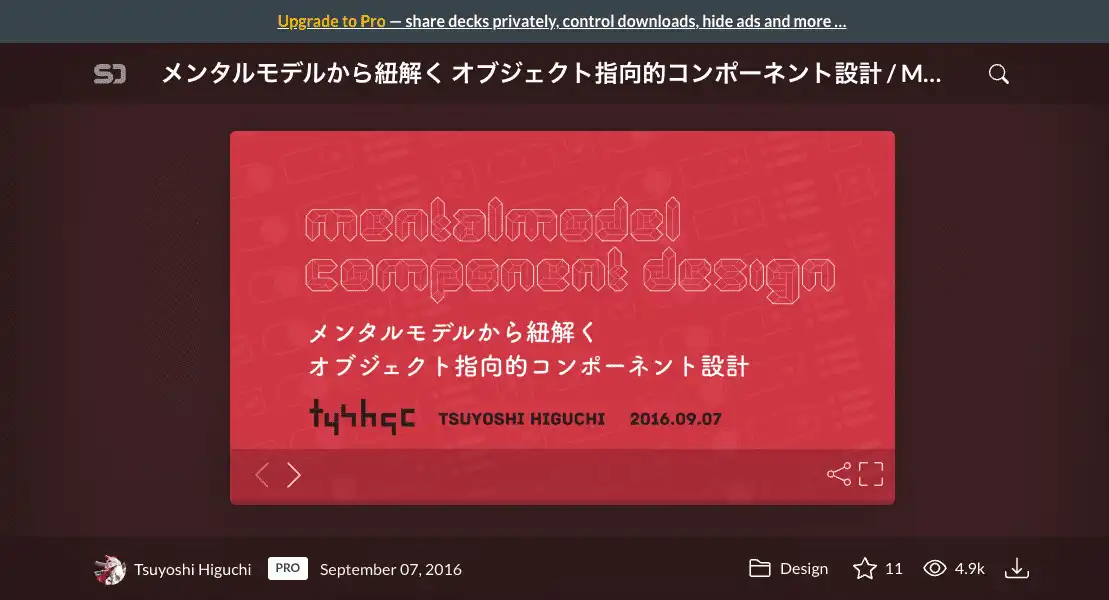 Upgrade to Pro — share decks privately, control downloads, hide ads and more …
SD
メンタルモデルから紐解く オブジェクト指向的コンポーネント設計 / M...
mentalmodel
component design
メンタルモデルから紐解く
オブジェクト指向的コンポーネント設計
tyshgc TSUYOSHI HIGUCHI 2016.09.07
Tsuyoshi Higuchi PRO September 07, 2016 Design 11 4.9k